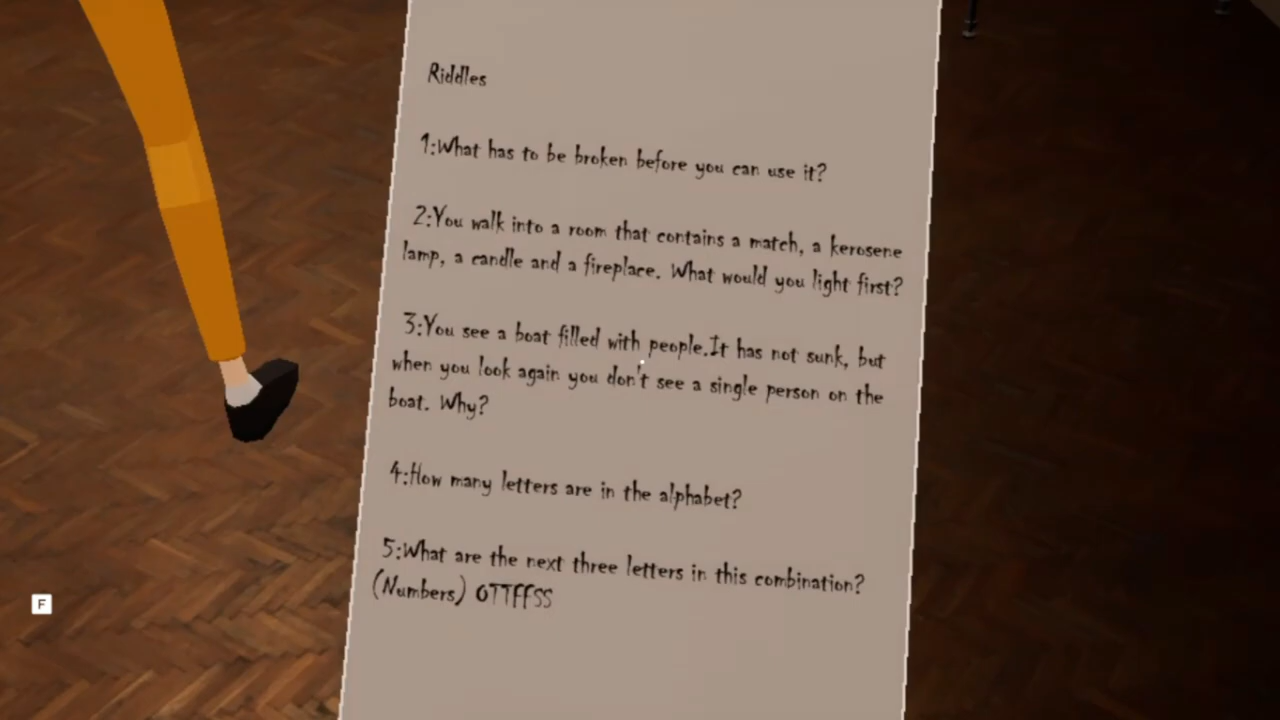 Riddles
1:What has to be broken before you can use it?
2:You walk into a room that contains a match, a kerosene
lamp, a candle and a fireplace. What would you light first?
3:You see a boat filled with people.It has not sunk, but
when you look again you don't see a single person on the
boat. Why?
4:How many letters are in the alphabet?
5:What are the next three letters in this combination?
(Numbers) OTTFFSS
F